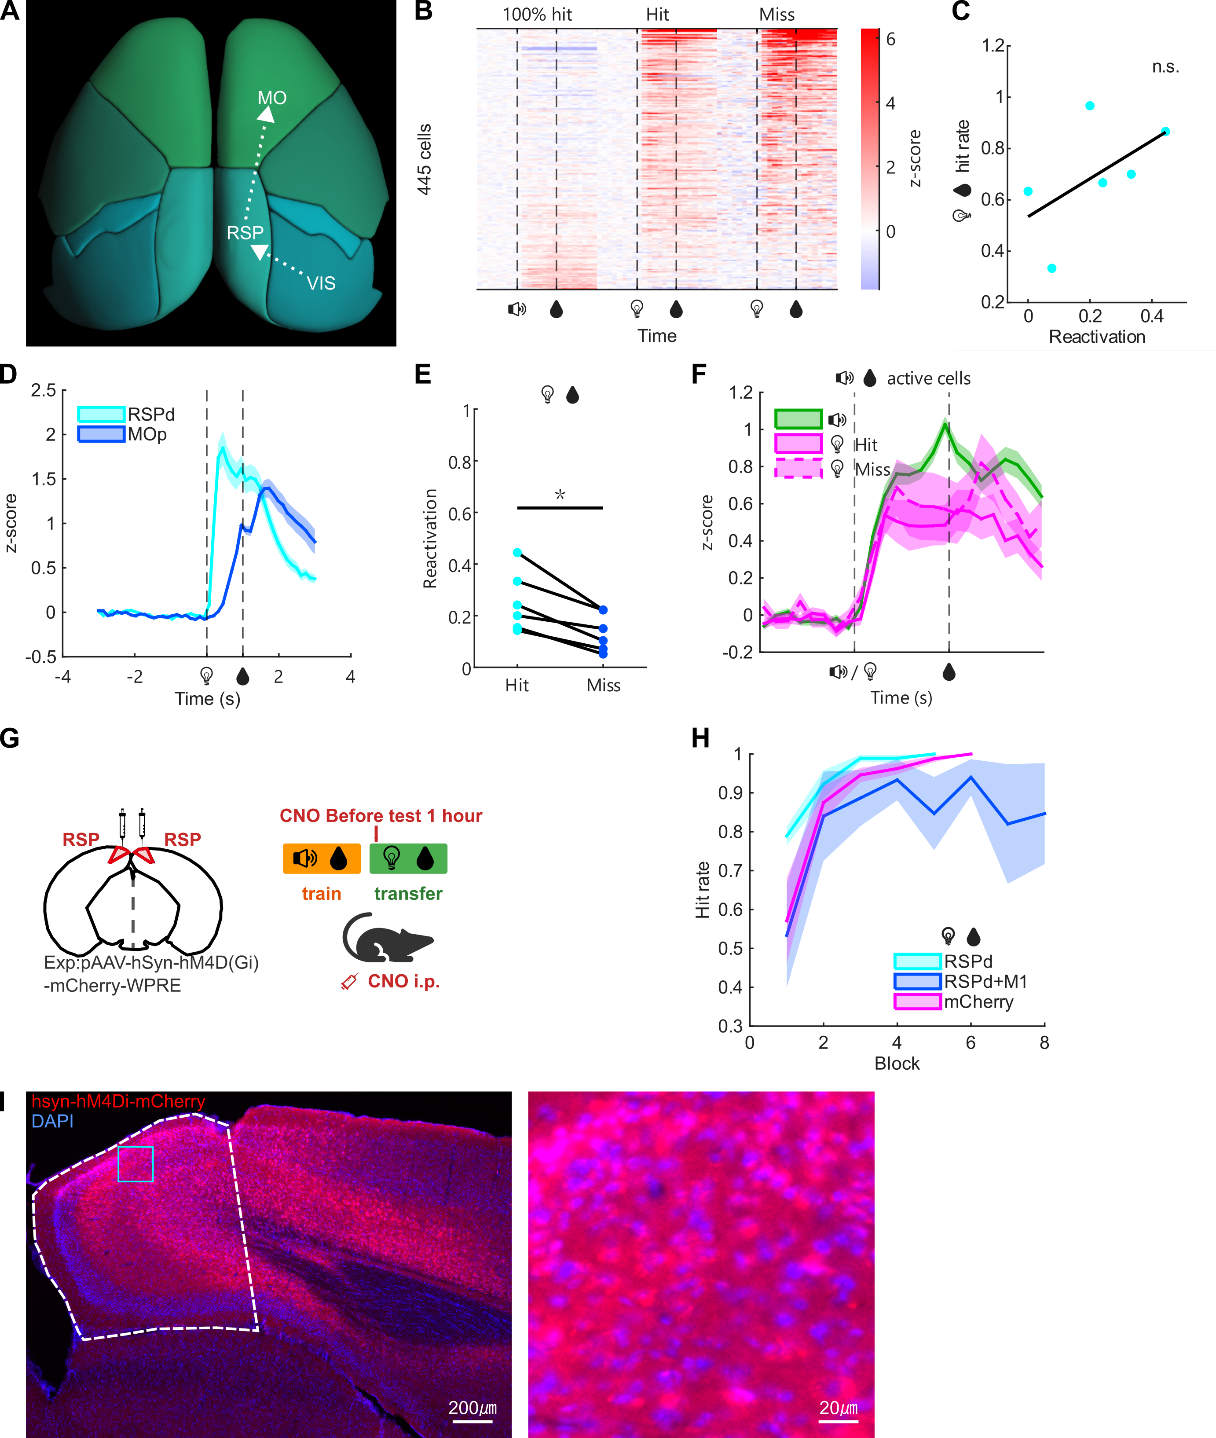 A
MO
RSP
VIS
B
100% hit
Hit
Miss
445 cells
6
4
2
0
z-score
Time
C
1.2
1
0.8
0.6
0.4
0.2
n.s.
hit rate
0
0.2
0.4
Reactivation
D
2.5
2
1.5
1
0.5
0
-0.5
RSPd
MOp
z-score
-4
-2
2
4
Time (s)
E
1
0.8
0.6
0.4
0.2
0
*
Reactivation
Hit
Miss
F
active cells
1.2
1
0.8
0.6
0.4
0.2
0
-0.2
Hit
Miss
z-score
/
Time (s)
G
RSP
RSP
Exp:pAAV-hSyn-hM4D(Gi)
-mCherry-WPRE
CNO Before test 1 hour
train
transfer
CNO i.p.
H
1
0.9
0.8
0.7
0.6
0.5
0.4
0.3
Hit rate
RSPd
RSPd+M1
mCherry
0
2
4
6
8
Block
I
hsyn-hM4Di-mCherry
DAPI
200μm
20μm